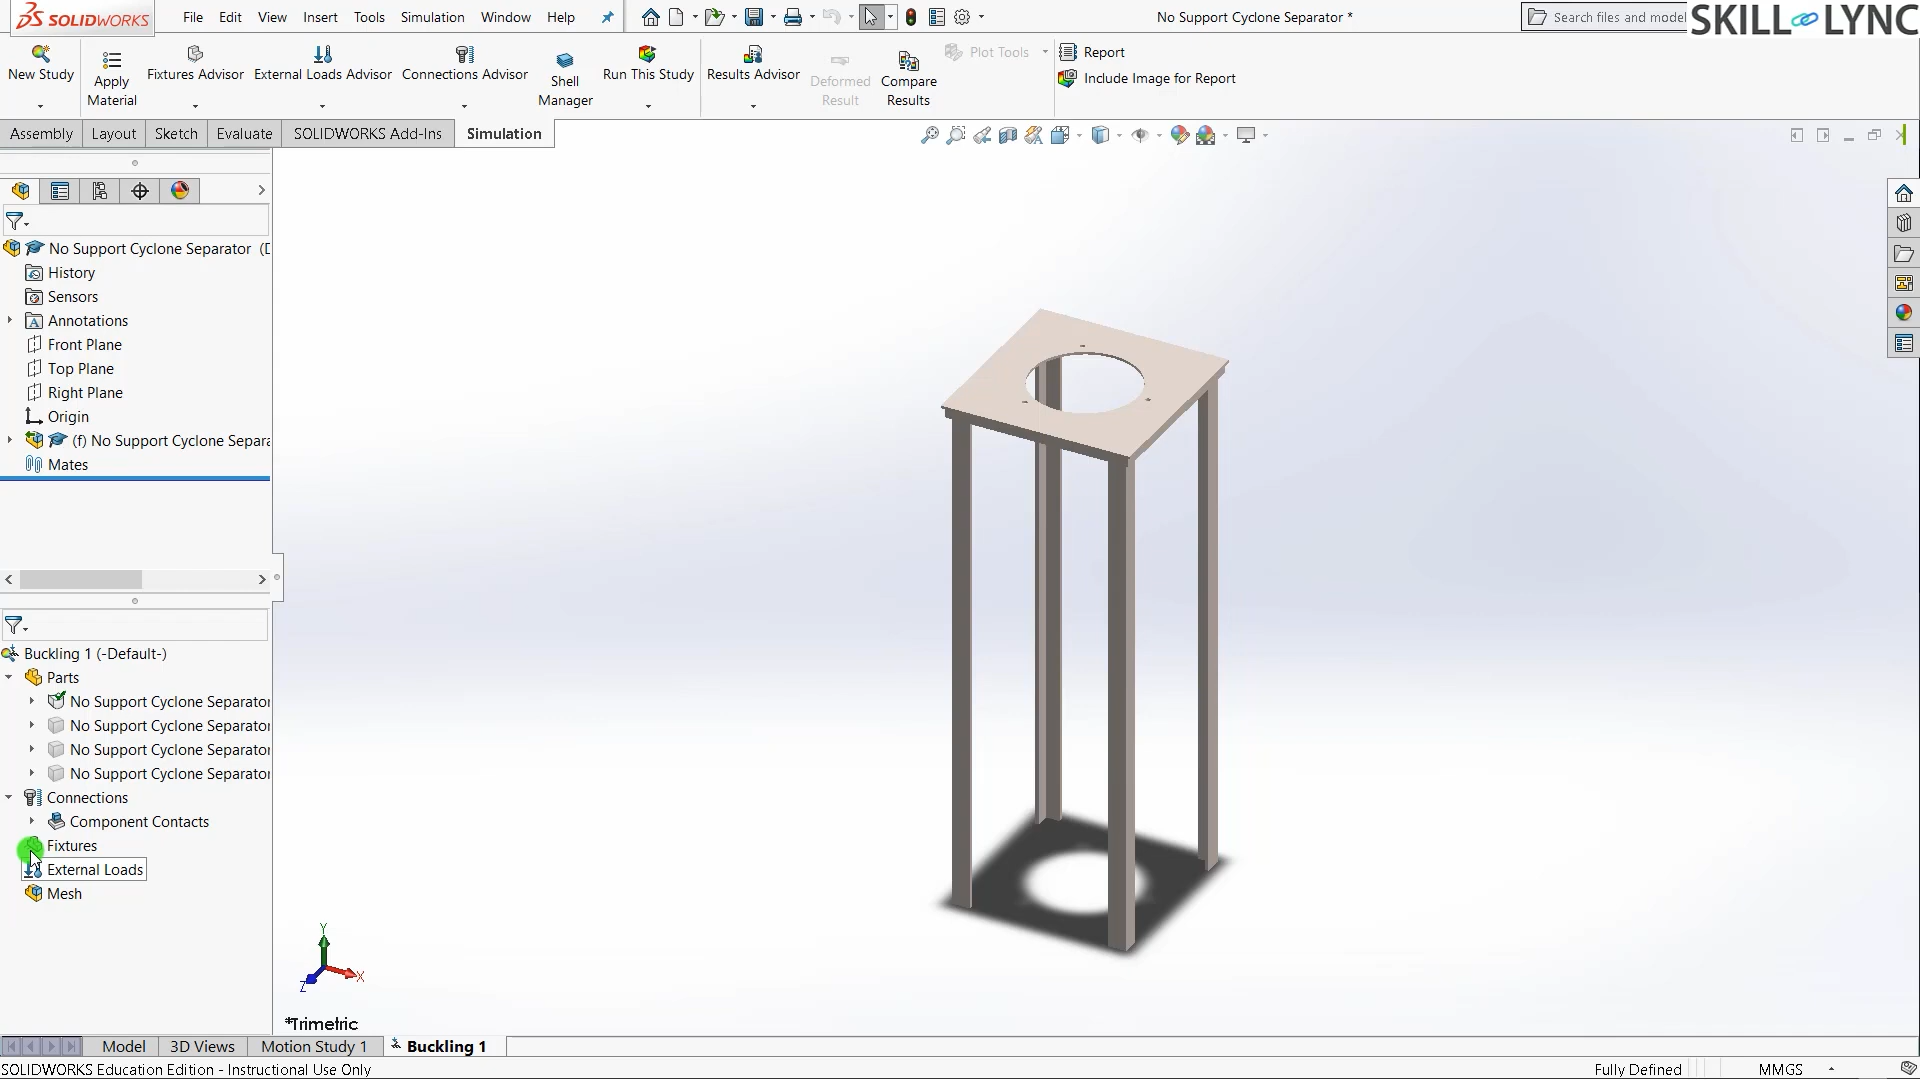 SOLIDWORKS File Edit View Insert Tools Simulation Window Help No Support Cyclone Separator * Search files and model SKILL LYNC
New Study Apply Material Fixtures Advisor External Loads Advisor Connections Advisor Shell Manager Run This Study Results Advisor Deformed Result Compare Results Plot Tools Report
Include Image for Report
Assembly Layout Sketch Evaluate SOLIDWORKS Add-Ins Simulation
No Support Cyclone Separator (D
History
Sensors
Annotations
Front Plane
Top Plane
Right Plane
Origin
(f) No Support Cyclone Separa
Mates
Buckling 1 (-Default-)
Parts
No Support Cyclone Separator
No Support Cyclone Separator
No Support Cyclone Separator
No Support Cyclone Separator
Connections
Component Contacts
Fixtures
External Loads
Mesh
Y
X
Z
*Trimetric
Model 3D Views Motion Study 1 Buckling 1
SOLIDWORKS Education Edition - Instructional Use Only Fully Defined MMGS